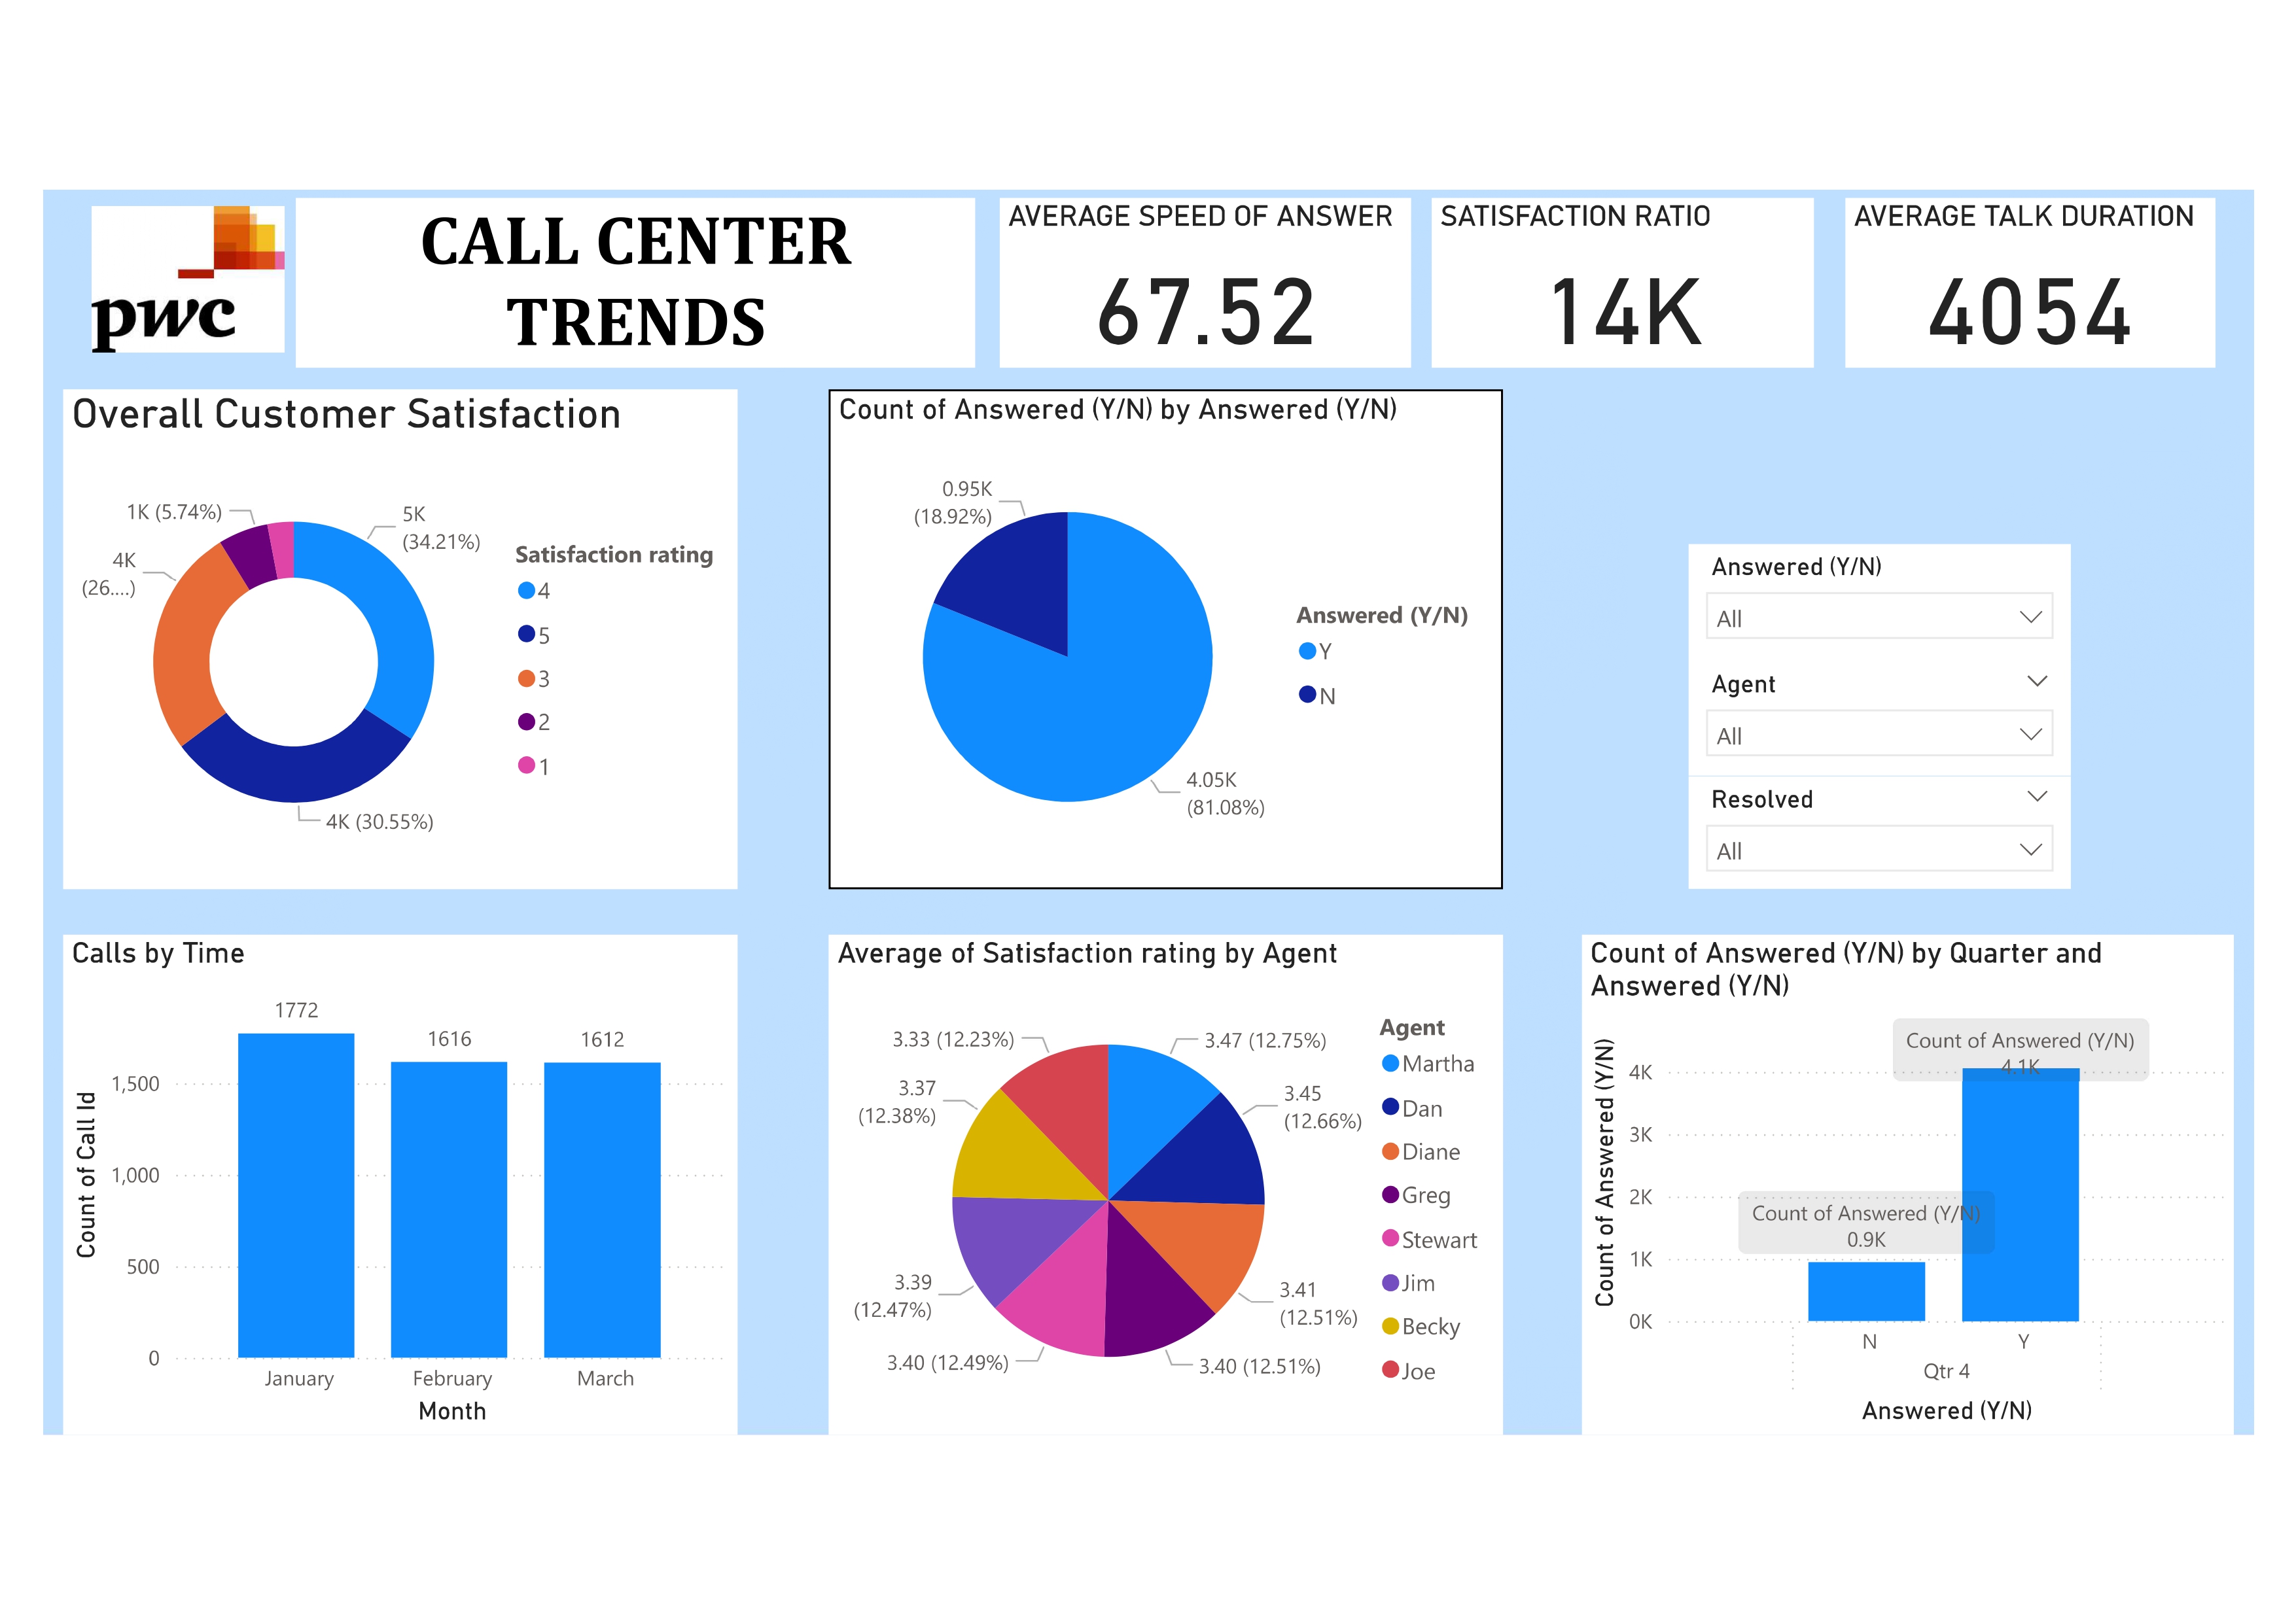 pwc
CALL CENTER
TRENDS
AVERAGE SPEED OF ANSWER
67.52
SATISFACTION RATIO
14K
AVERAGE TALK DURATION
4054
Overall Customer Satisfaction
1K (5.74%)
5K
(34.21%)
4K
(26....)
4K (30.55%)
Satisfaction rating
4
5
3
2
1
Count of Answered (Y/N) by Answered (Y/N)
0.95K
(18.92%)
4.05K
(81.08%)
Answered (Y/N)
Y
N
Answered (Y/N)
All
Agent
All
Resolved
All
Calls by Time
Count of Call Id
1,500
1,000
500
0
1772
1616
1612
January
February
March
Month
Average of Satisfaction rating by Agent
3.33 (12.23%)
3.47 (12.75%)
3.37
(12.38%)
3.45
(12.66%)
3.39
(12.47%)
3.41
(12.51%)
3.40 (12.49%)
3.40 (12.51%)
Agent
Martha
Dan
Diane
Greg
Stewart
Jim
Becky
Joe
Count of Answered (Y/N) by Quarter and
Answered (Y/N)
Count of Answered (Y/N)
4K
3K
2K
1K
0K
Count of Answered (Y/N)
4.1K
Count of Answered (Y/N)
0.9K
N
Y
Qtr 4
Answered (Y/N)